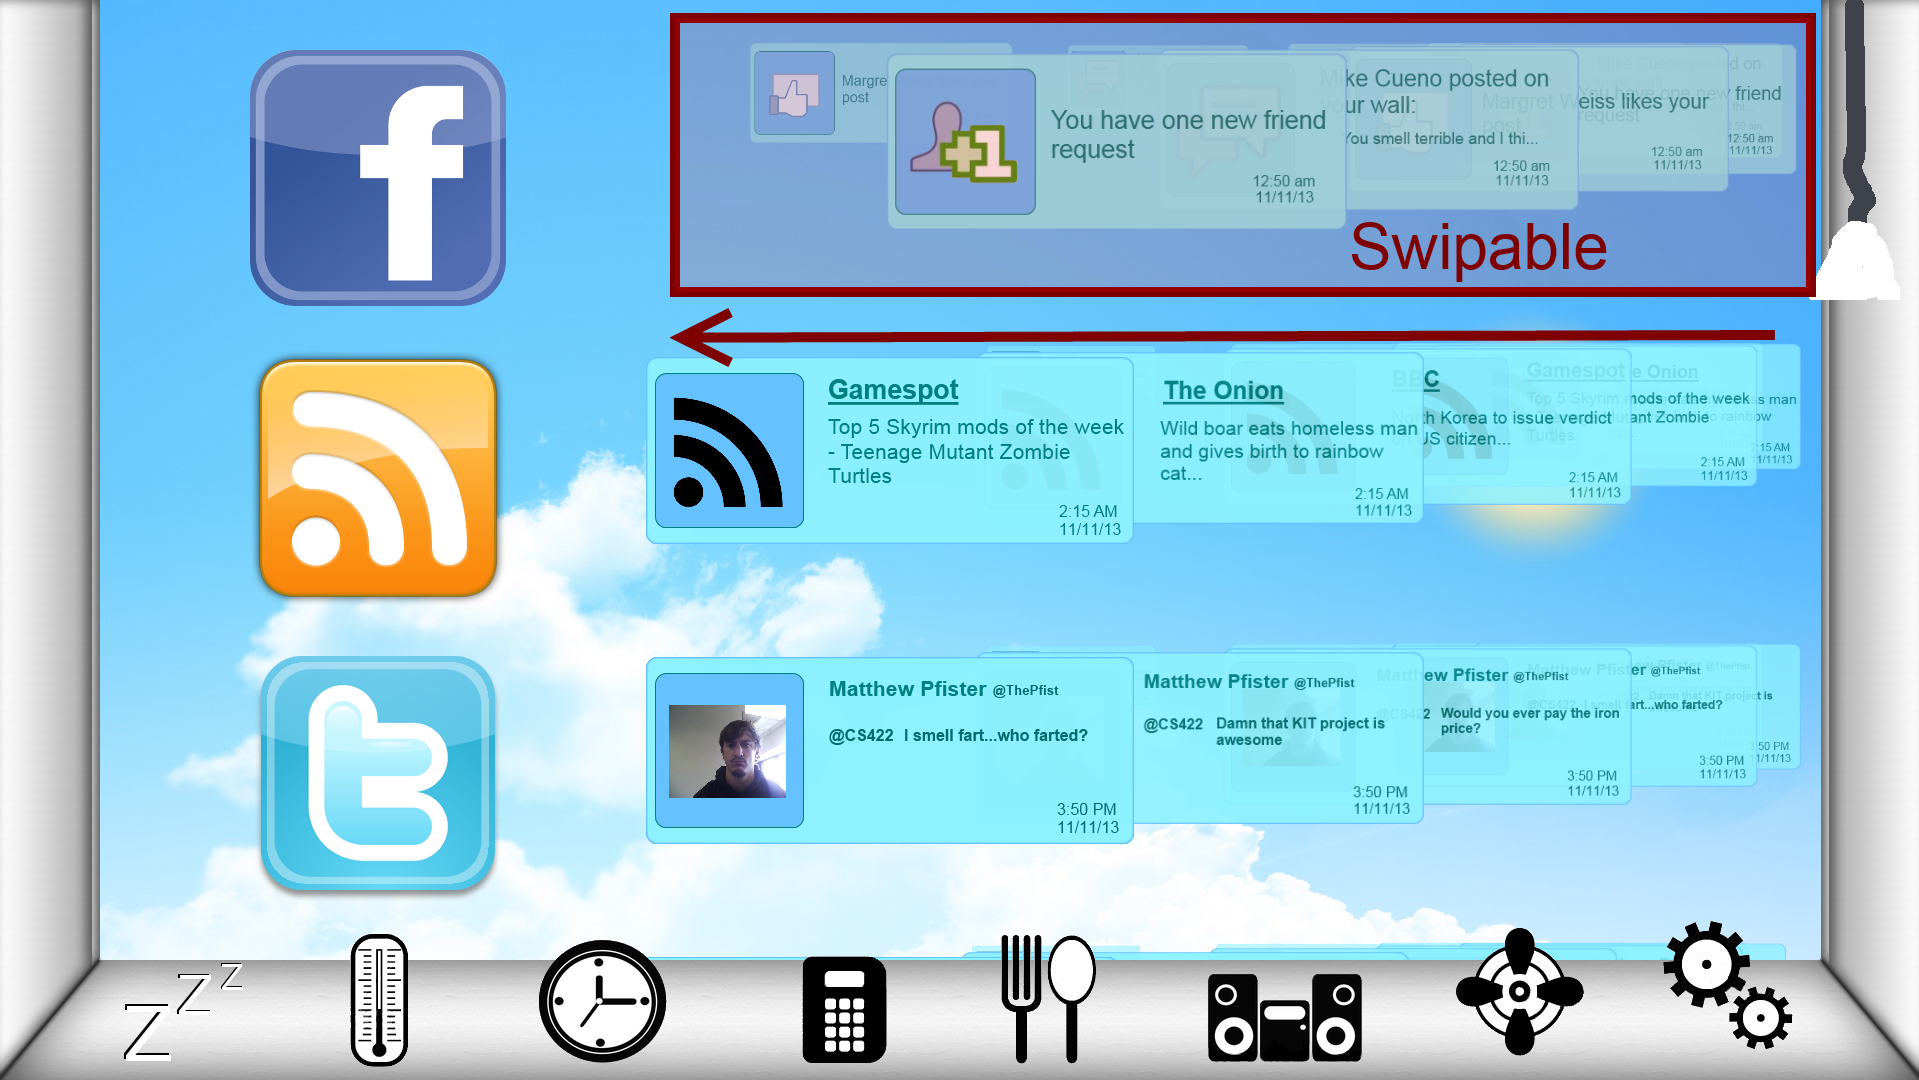 f
Margre
post
You have one new friend
request
12:50 am
11/11/13
Mike Cueno posted on
your wall:
You smell terrible and I thi...
12:50 am
11/11/13
Margret Weiss likes your
post
12:50 am
11/11/13
You have one new friend
request
12:50 am
11/11/13
Swipable
Gamespot
Top 5 Skyrim mods of the week
- Teenage Mutant Zombie
Turtles
2:15 AM
11/11/13
The Onion
Wild boar eats homeless man
and gives birth to rainbow
cat...
2:15 AM
11/11/13
BBC
North Korea to issue verdict
on US citizen...
2:15 AM
11/11/13
Gamespot
Top 5 Skyrim mods of the week
Turtles
2:15 AM
11/11/13
e Onion
2:15 AM
11/11/13
t
Matthew Pfister @ThePfist
@CS422 I smell fart...who farted?
3:50 PM
11/11/13
Matthew Pfister @ThePfist
@CS422 Damn that KIT project is
awesome
3:50 PM
11/11/13
Matthew Pfister @ThePfist
@CS422 Would you ever pay the iron
price?
3:50 PM
11/11/13
Matthew Pfister @ThePfist
I smell fart...who farted?
3:50 PM
11/11/13
@ThePfist
Damn that KIT project is
3:50 PM
11/11/13
Z Z Z